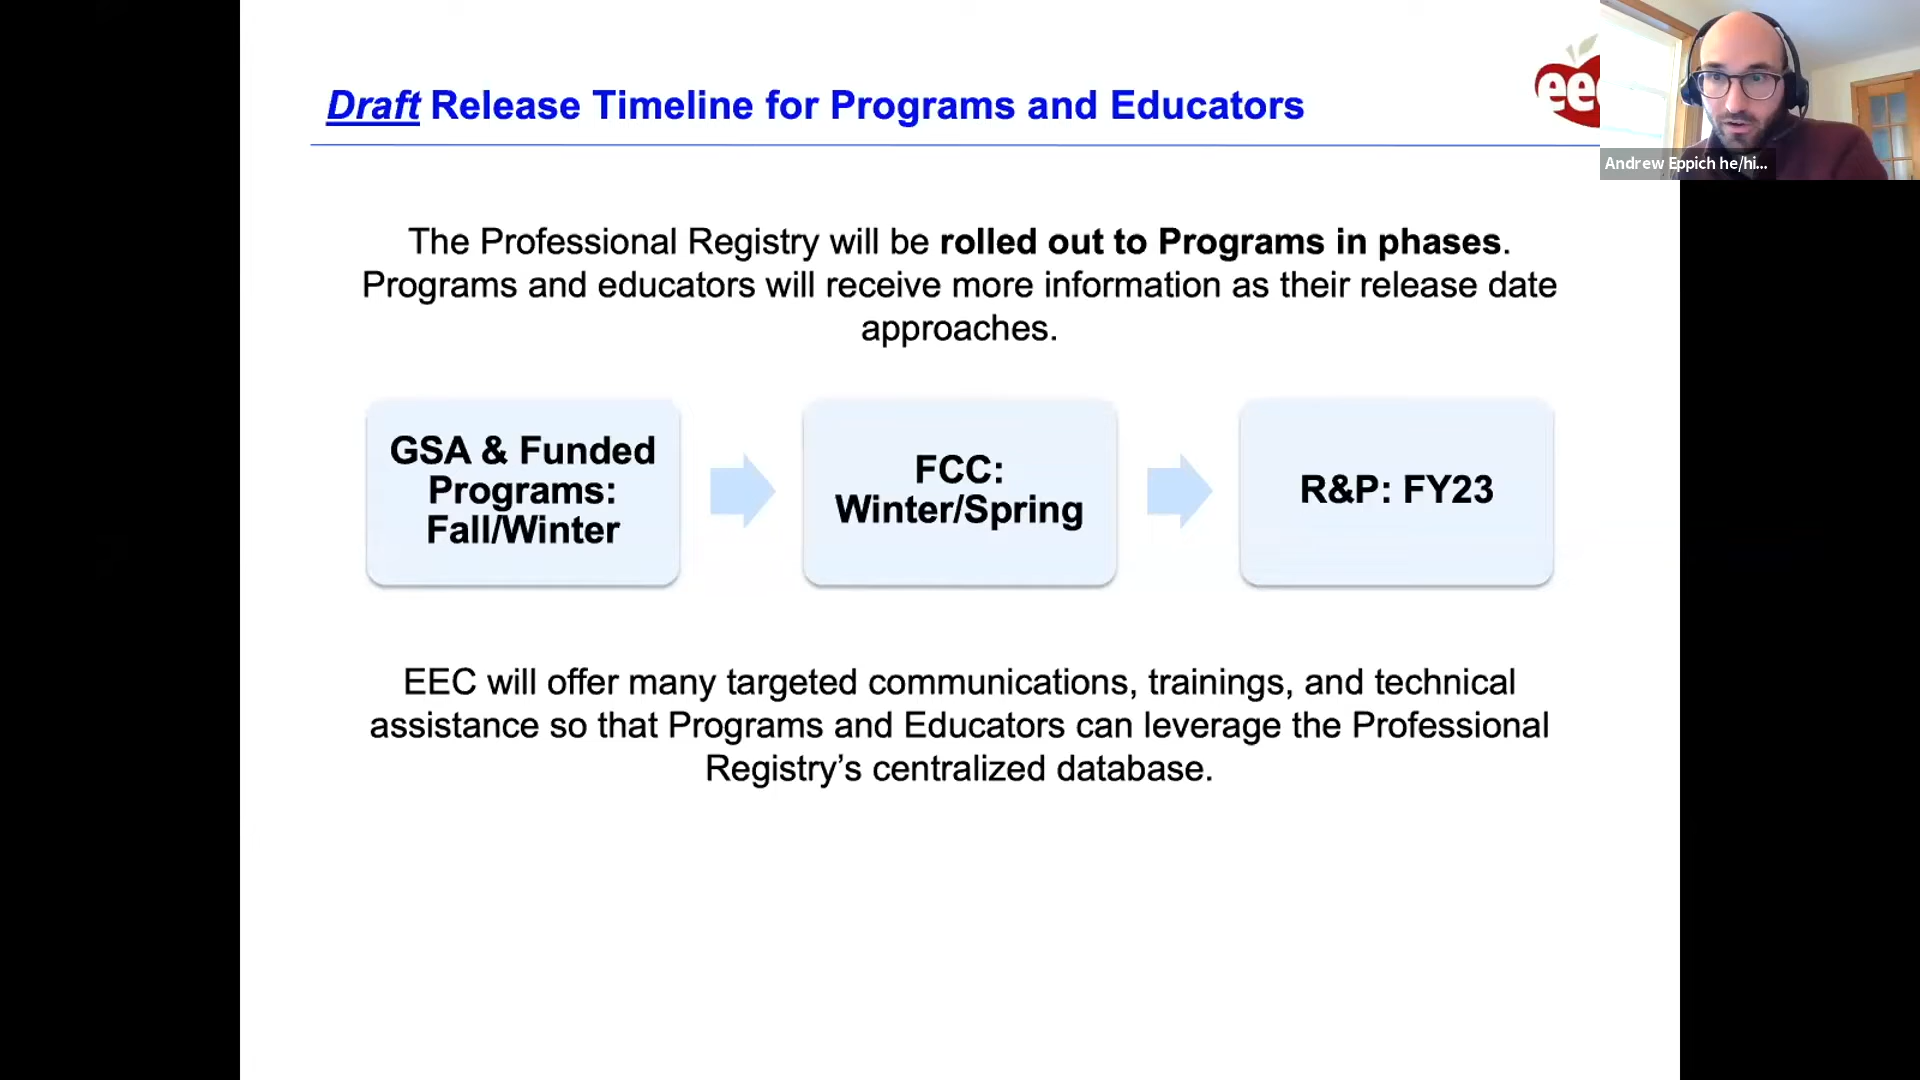 Draft Release Timeline for Programs and Educators
eec
Andrew Eppich he/hi...
The Professional Registry will be rolled out to Programs in phases.
Programs and educators will receive more information as their release date
approaches.
GSA & Funded
Programs:
Fall/Winter
FCC:
Winter/Spring
R&P: FY23
EEC will offer many targeted communications, trainings, and technical
assistance so that Programs and Educators can leverage the Professional
Registry’s centralized database.